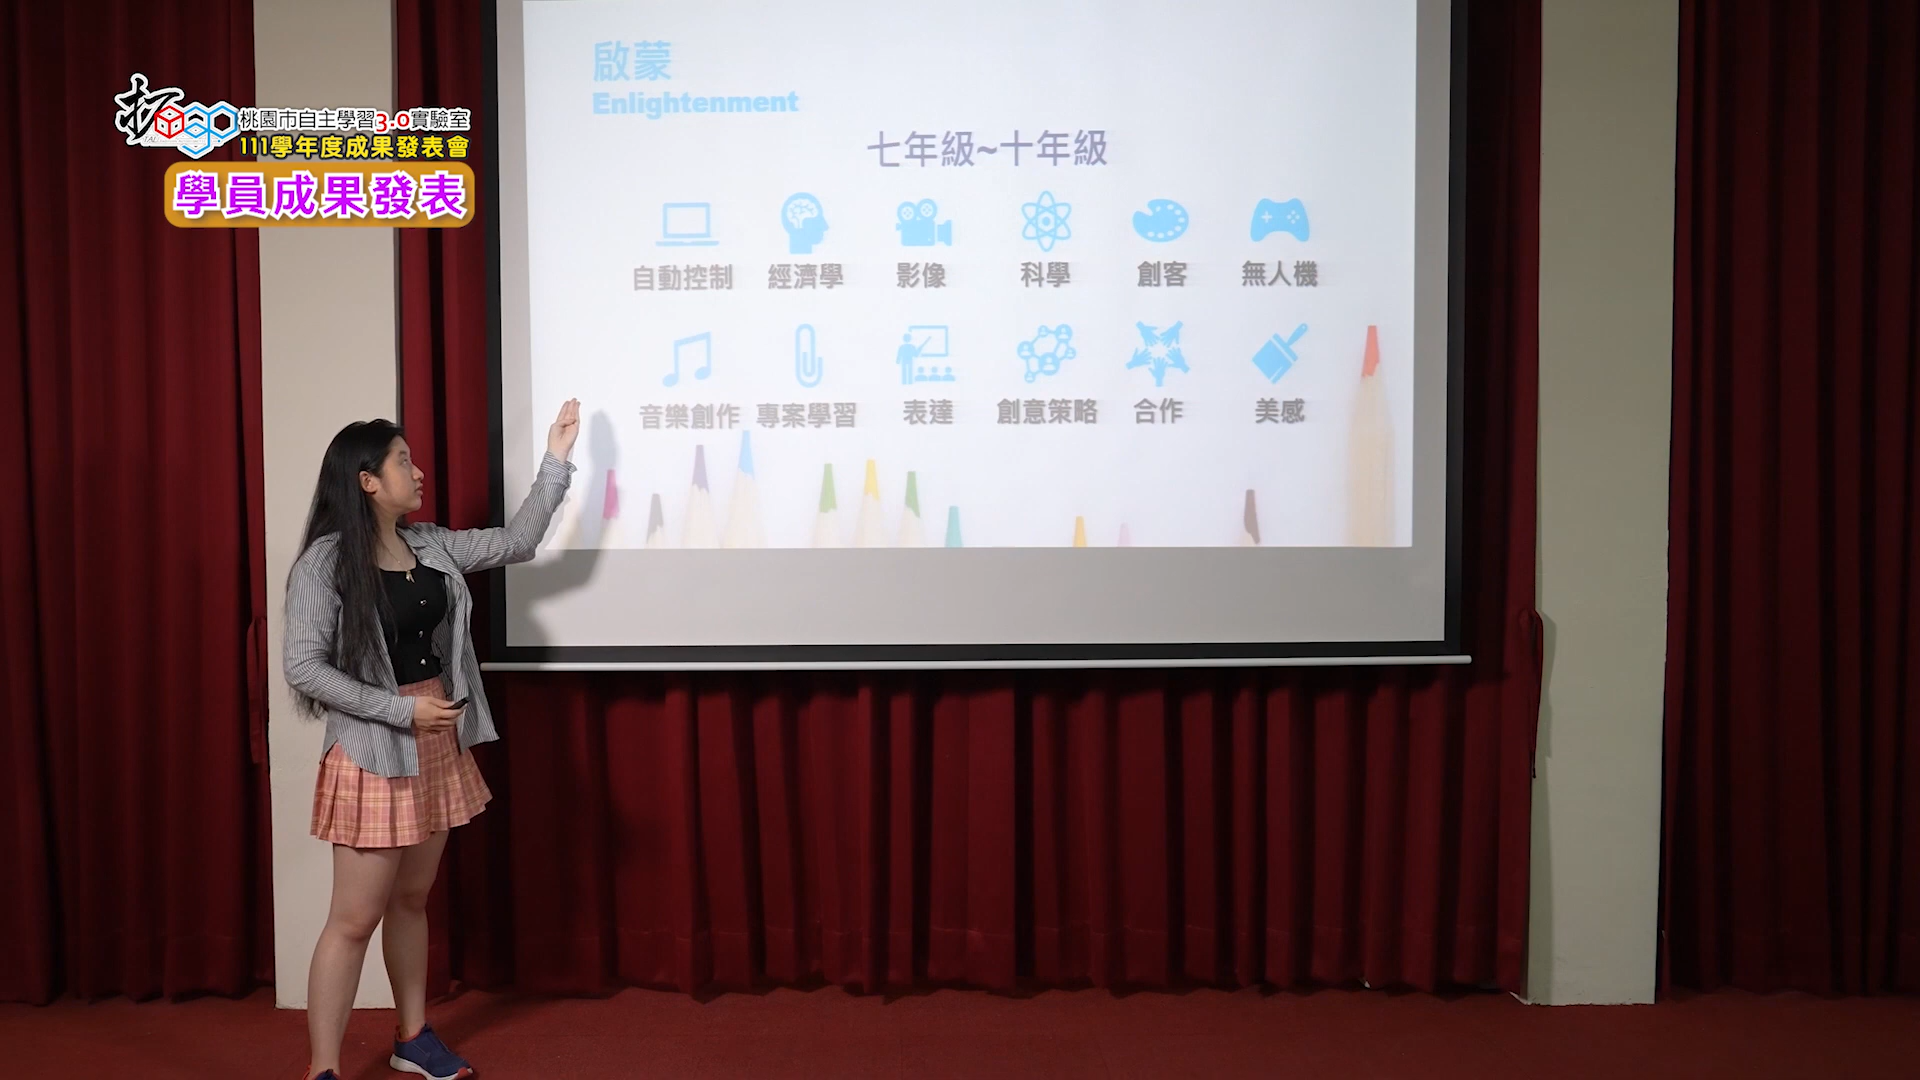 拓
TAL
桃園市自主學習3.0實驗室
111學年度成果發表會
學員成果發表
啟蒙
Enlightenment
七年級~十年級
自動控制 經濟學 影像 科學 創客 無人機
音樂創作 專案學習 表達 創意策略 合作 美感